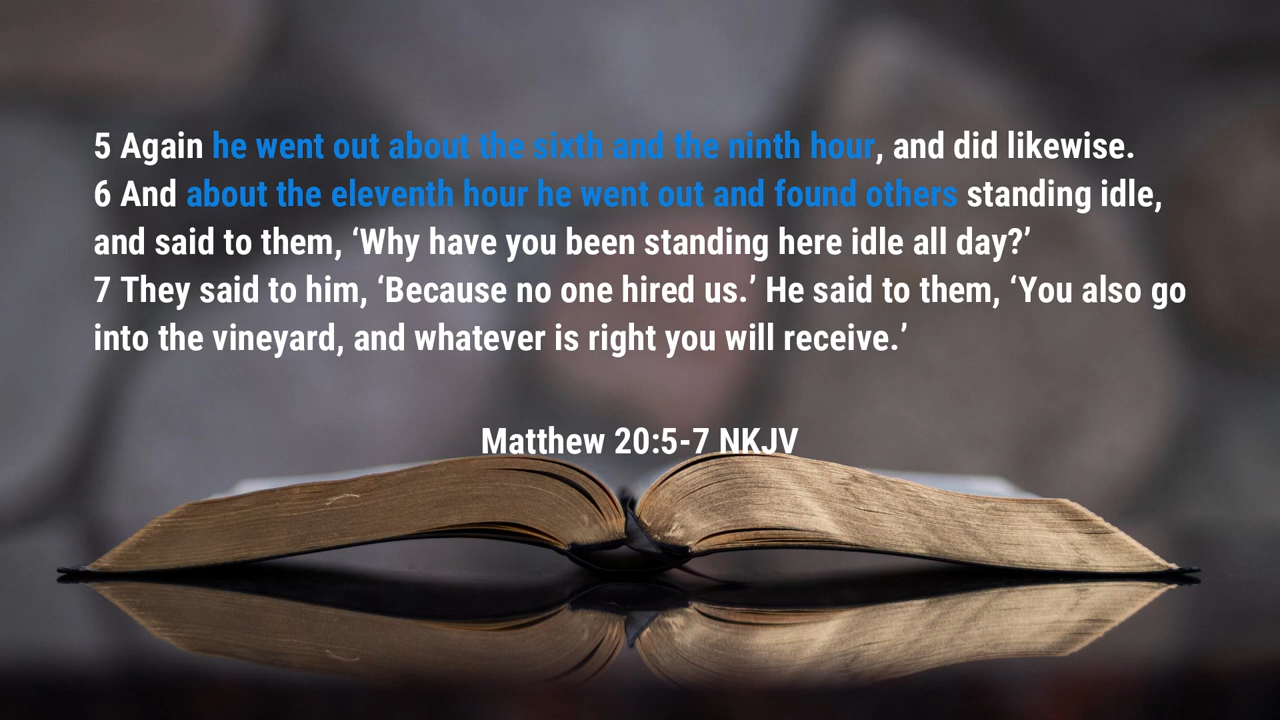 5 Again he went out about the sixth and the ninth hour, and did likewise.
6 And about the eleventh hour he went out and found others standing idle,
and said to them, ‘Why have you been standing here idle all day?’
7 They said to him, ‘Because no one hired us.’ He said to them, ‘You also go
into the vineyard, and whatever is right you will receive.’
Matthew 20:5-7 NKJV